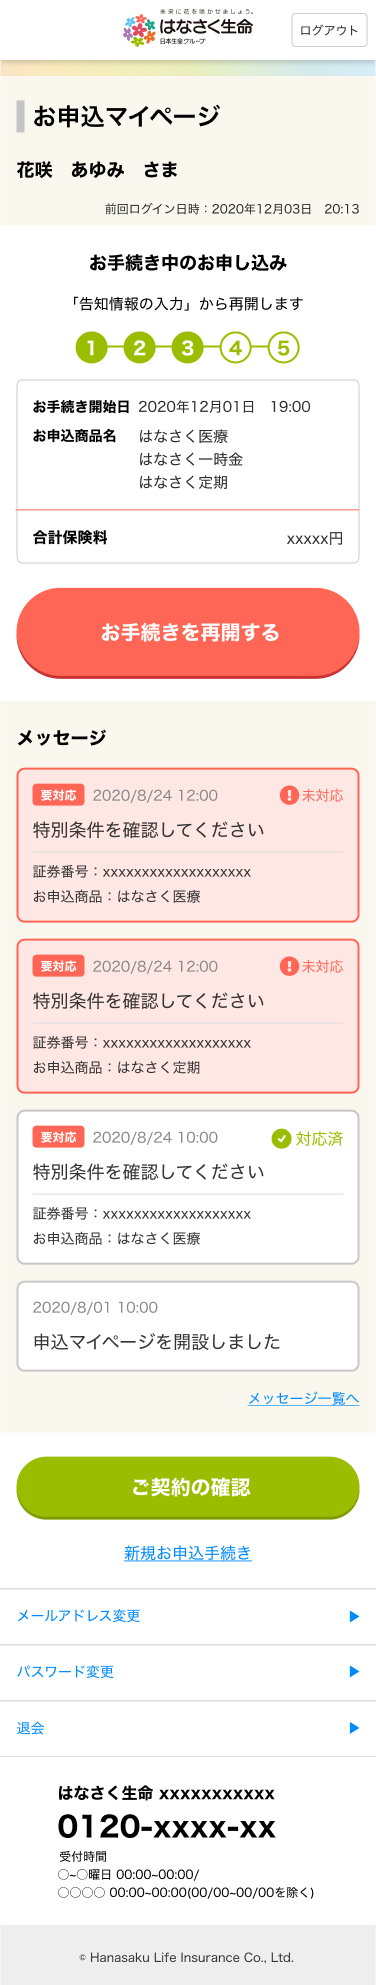 未来に花を咲かせましょう。
はなさく生命
日本生命グループ
ログアウト
お申込マイページ
花咲　あゆみ　さま
前回ログイン日時：2020年12月03日　20:13
お手続き中のお申し込み
「告知情報の入力」から再開します
1 2 3 4 5
お手続き開始日 2020年12月01日　19:00
お申込商品名 はなさく医療
はなさく一時金
はなさく定期
合計保険料 xxxxx円
お手続きを再開する
メッセージ
要対応 2020/8/24 12:00 未対応
特別条件を確認してください
証券番号：xxxxxxxxxxxxxxxxxxx
お申込商品：はなさく医療
要対応 2020/8/24 12:00 未対応
特別条件を確認してください
証券番号：xxxxxxxxxxxxxxxxxxx
お申込商品：はなさく定期
要対応 2020/8/24 10:00 対応済
特別条件を確認してください
証券番号：xxxxxxxxxxxxxxxxxxx
お申込商品：はなさく医療
2020/8/01 10:00
申込マイページを開設しました
メッセージ一覧へ
ご契約の確認
新規お申込手続き
メールアドレス変更
パスワード変更
退会
はなさく生命 xxxxxxxxxxx
0120-xxxx-xx
受付時間
○~○曜日 00:00~00:00/
○○○○ 00:00~00:00(00/00~00/00を除く)
© Hanasaku Life Insurance Co., Ltd.